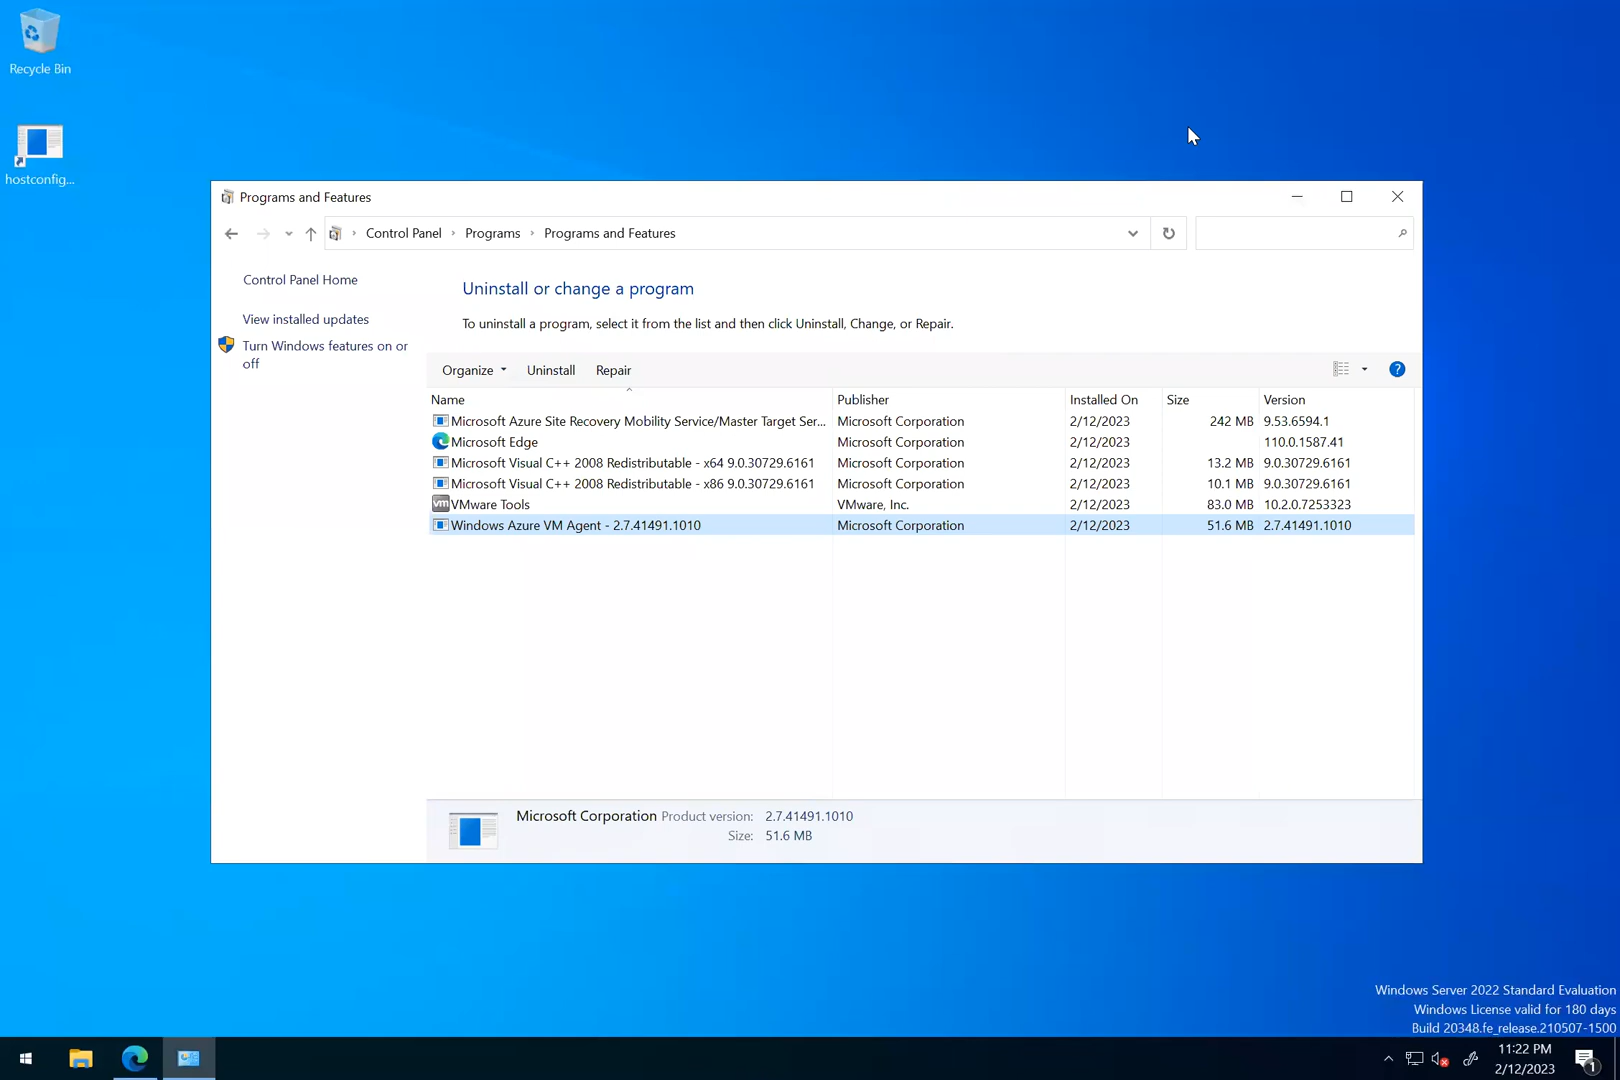 Recycle Bin
hostconfig...
Programs and Features
Control Panel
Programs
Programs and Features
Control Panel Home
View installed updates
Turn Windows features on or
off
Uninstall or change a program
To uninstall a program, select it from the list and then click Uninstall, Change, or Repair.
Organize Uninstall Repair
?
Name Publisher Installed On Size Version
Microsoft Azure Site Recovery Mobility Service/Master Target Ser... Microsoft Corporation 2/12/2023 242 MB 9.53.6594.1
Microsoft Edge Microsoft Corporation 2/12/2023 110.0.1587.41
Microsoft Visual C++ 2008 Redistributable - x64 9.0.30729.6161 Microsoft Corporation 2/12/2023 13.2 MB 9.0.30729.6161
Microsoft Visual C++ 2008 Redistributable - x86 9.0.30729.6161 Microsoft Corporation 2/12/2023 10.1 MB 9.0.30729.6161
vm VMware Tools VMware, Inc. 2/12/2023 83.0 MB 10.2.0.7253323
Windows Azure VM Agent - 2.7.41491.1010 Microsoft Corporation 2/12/2023 51.6 MB 2.7.41491.1010
Microsoft Corporation Product version: 2.7.41491.1010
Size: 51.6 MB
Windows Server 2022 Standard Evaluation
Windows License valid for 180 days
Build 20348.fe_release.210507-1500
11:22 PM
2/12/2023
1